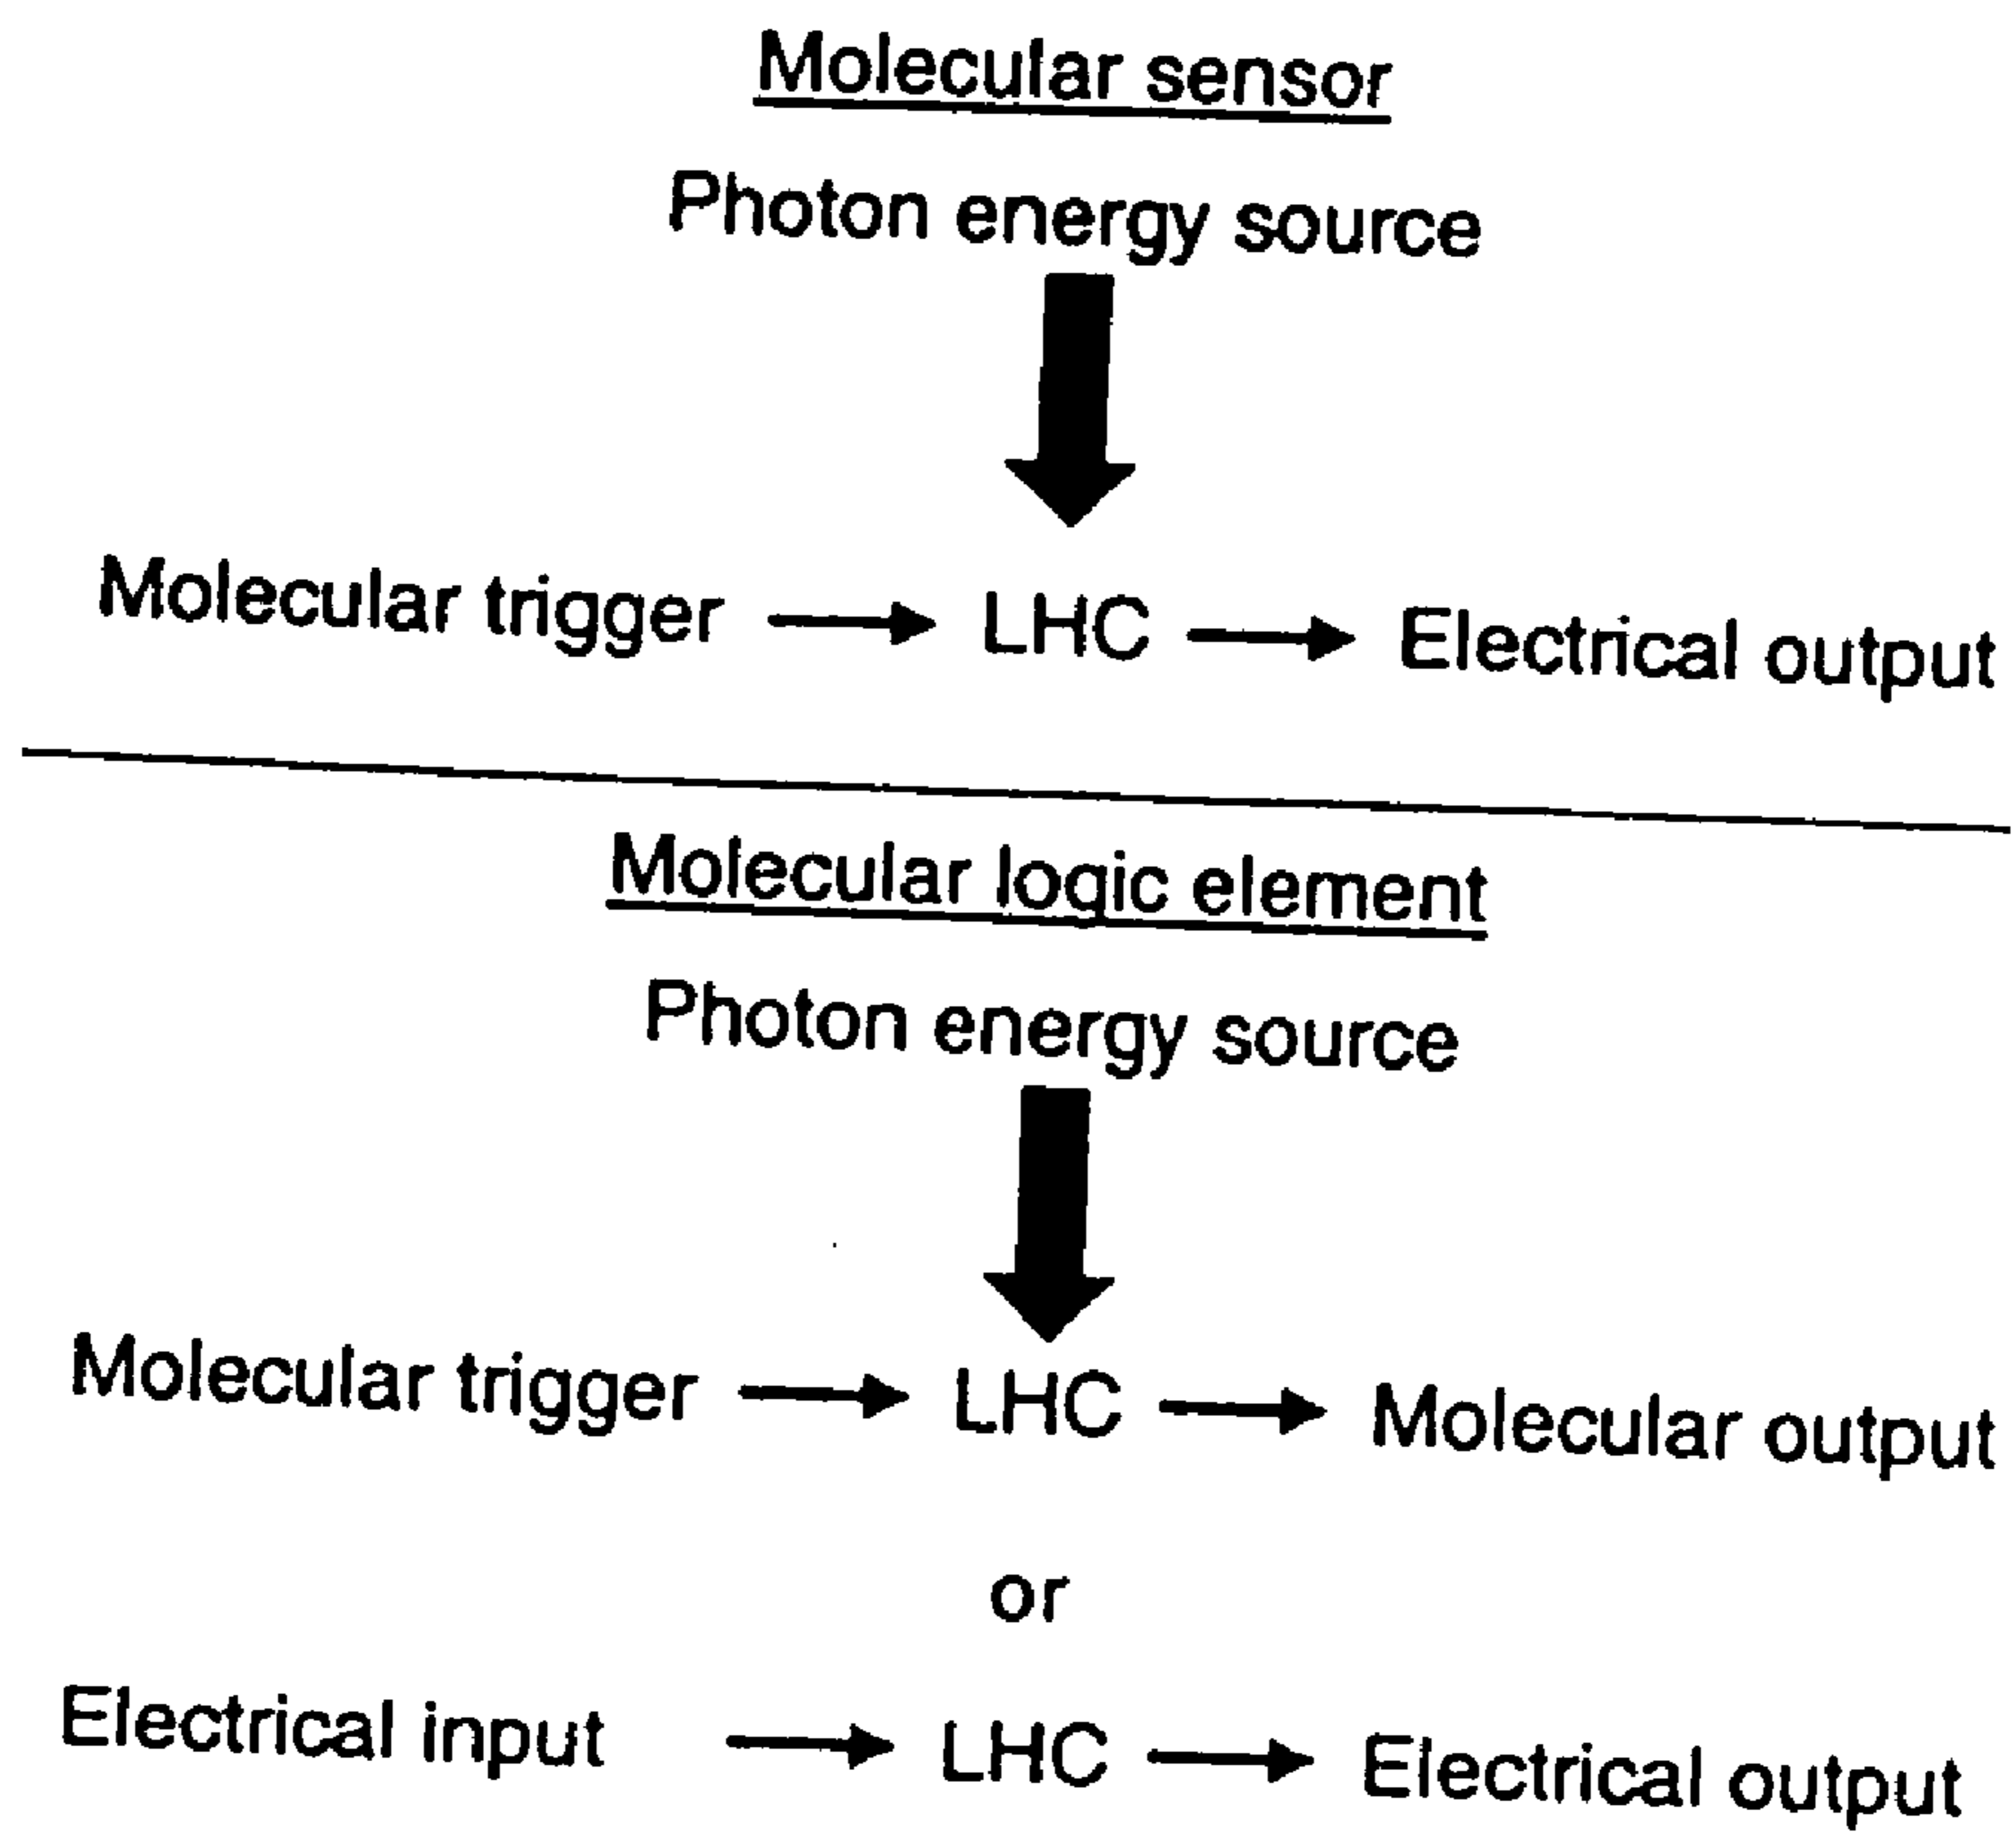 Molecular sensor
Photon energy source
Molecular trigger LHC Electrical output
Molecular logic element
Photon energy source
Molecular trigger LHC Molecular output
or
Electrical input LHC Electrical output